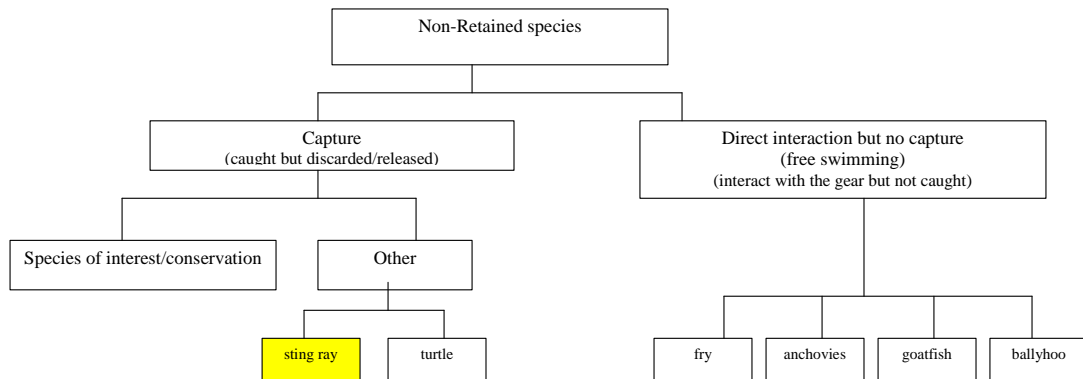 Non-Retained species
Capture
(caught but discarded/released)
Direct interaction but no capture
(free swimming)
(interact with the gear but not caught)
Species of interest/conservation
Other
sting ray
turtle
fry
anchovies
goatfish
ballyhoo